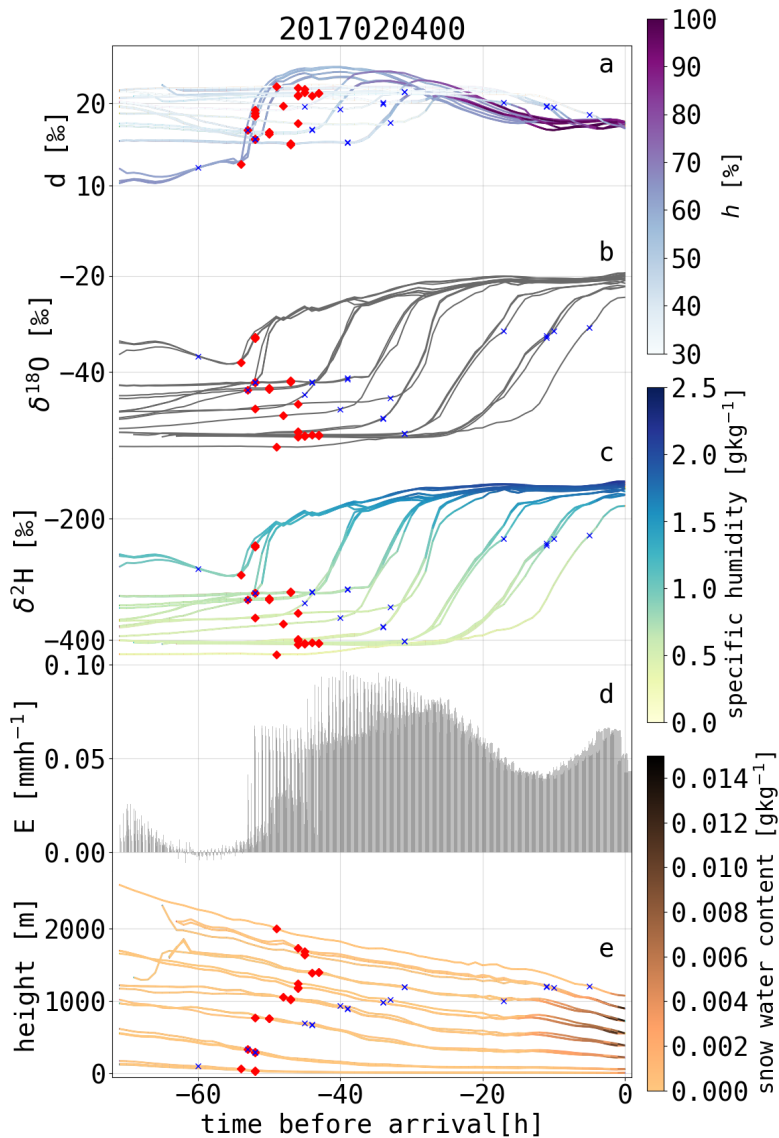 2017020400
a
20
10
d [‰]
100
90
80
70
60
50
40
30
h [%]
b
−20
−40
δ¹⁸O [‰]
c
−200
−400
δ²H [‰]
2.5
2.0
1.5
1.0
0.5
0.0
specific humidity [gkg⁻¹]
d
0.10
0.05
0.00
E [mmh⁻¹]
e
2000
1000
0
height [m]
0.014
0.012
0.010
0.008
0.006
0.004
0.002
0.000
snow water content [gkg⁻¹]
−60 −40 −20 0
time before arrival[h]